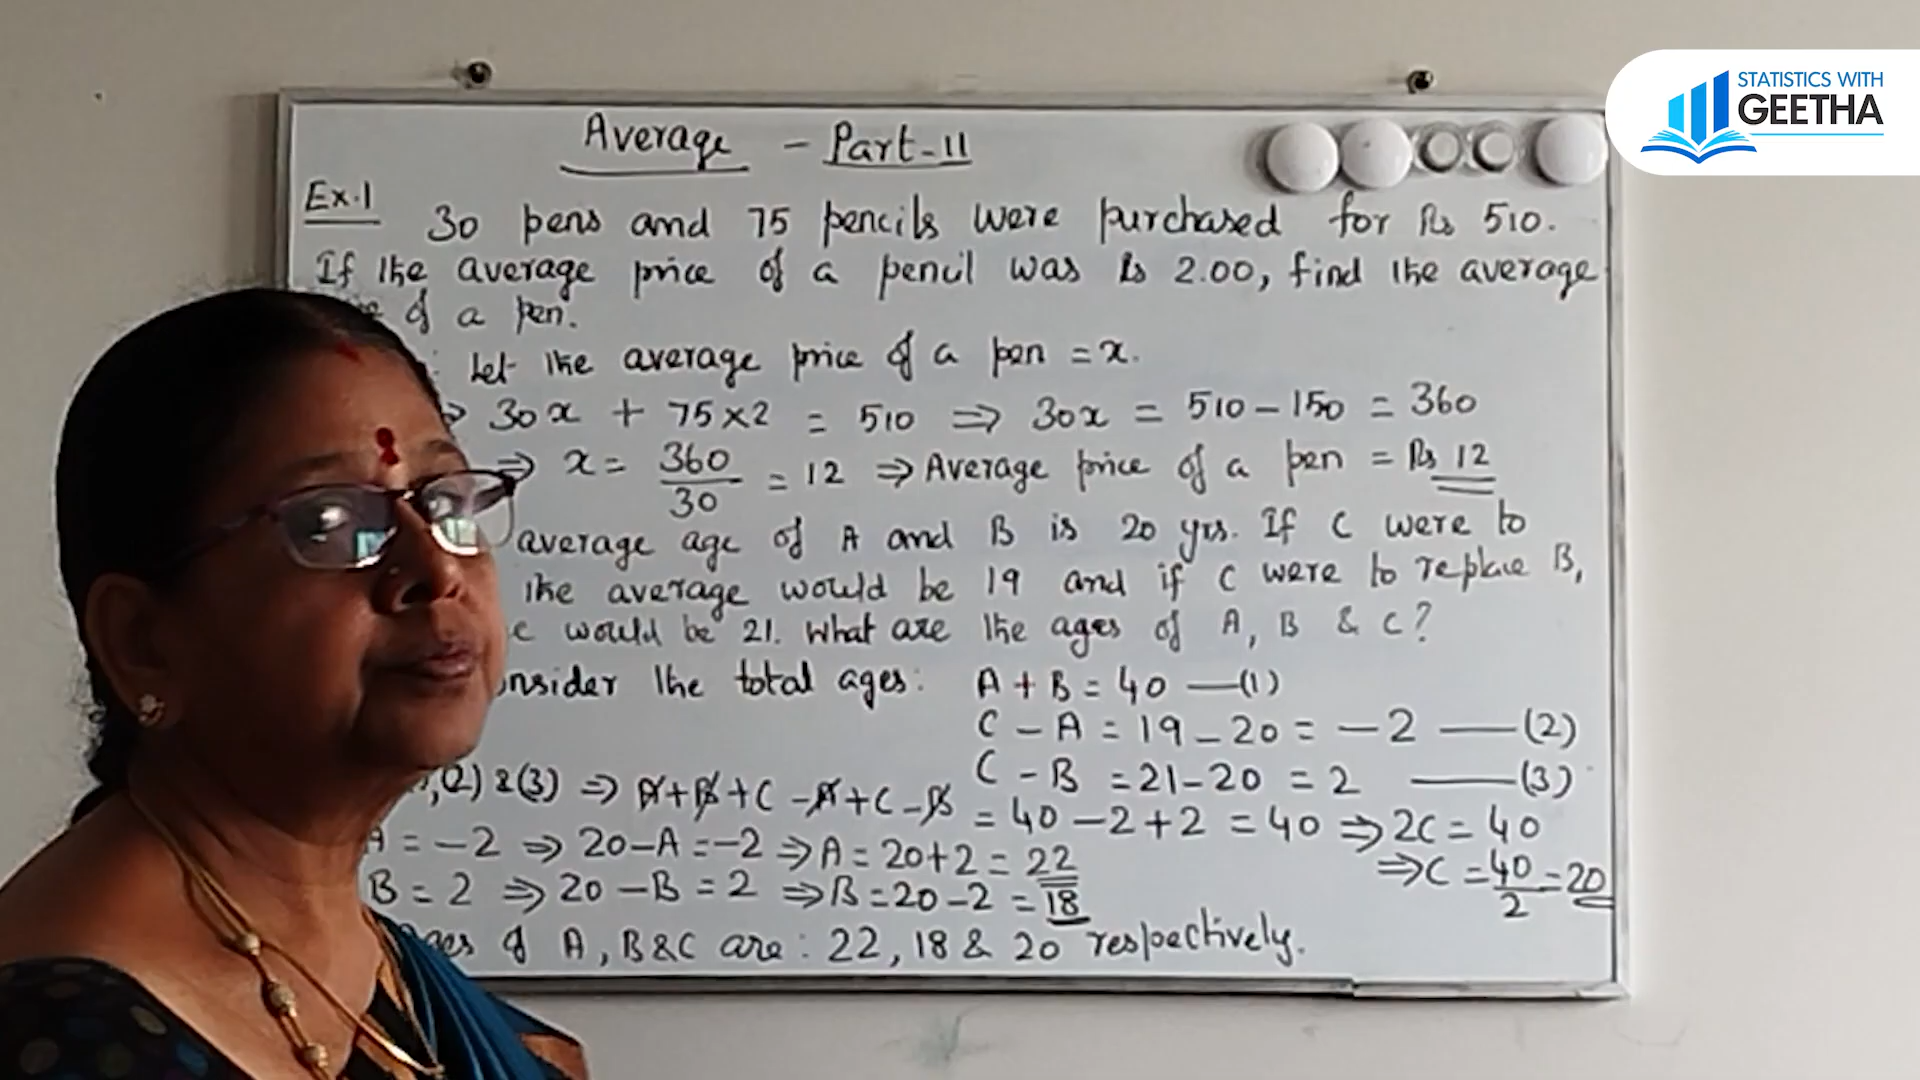 STATISTICS WITH
GEETHA
Average - Part-II
Ex.1
30 pens and 75 pencils were purchased for Rs 510.
If the average price of a pencil was Rs 2.00, find the average
of a pen.
Let the average price of a pen = x.
30x + 75×2 = 510 ⇒ 30x = 510-150 = 360
⇒ x = 360/30 = 12 ⇒ Average price of a pen = Rs 12
average age of A and B is 20 yrs. If C were to
the average would be 19 and if C were to replace B,
would be 21. What are the ages of A, B & C?
the total ages: A + B = 40 —(1)
C - A = 19 - 20 = -2 —(2)
C - B = 21-20 = 2 —(3)
(2) & (3) ⇒ A+B+C-A+C-B = 40-2+2 = 40 ⇒ 2C = 40
A = -2 ⇒ 20-A = -2 ⇒ A = 20+2 = 22
⇒ C = 40/2 = 20
B = 2 ⇒ 20-B = 2 ⇒ B = 20-2 = 18
of A, B&C are: 22, 18 & 20 respectively.